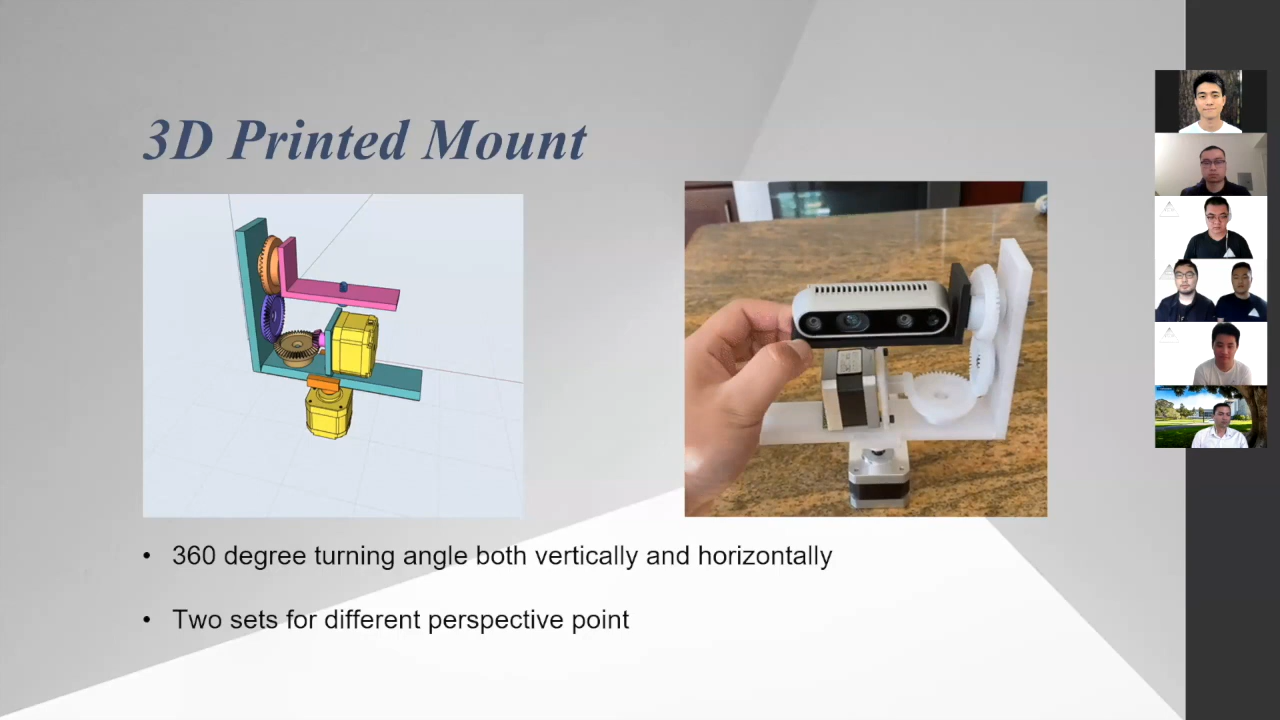 3D Printed Mount
• 360 degree turning angle both vertically and horizontally
• Two sets for different perspective point